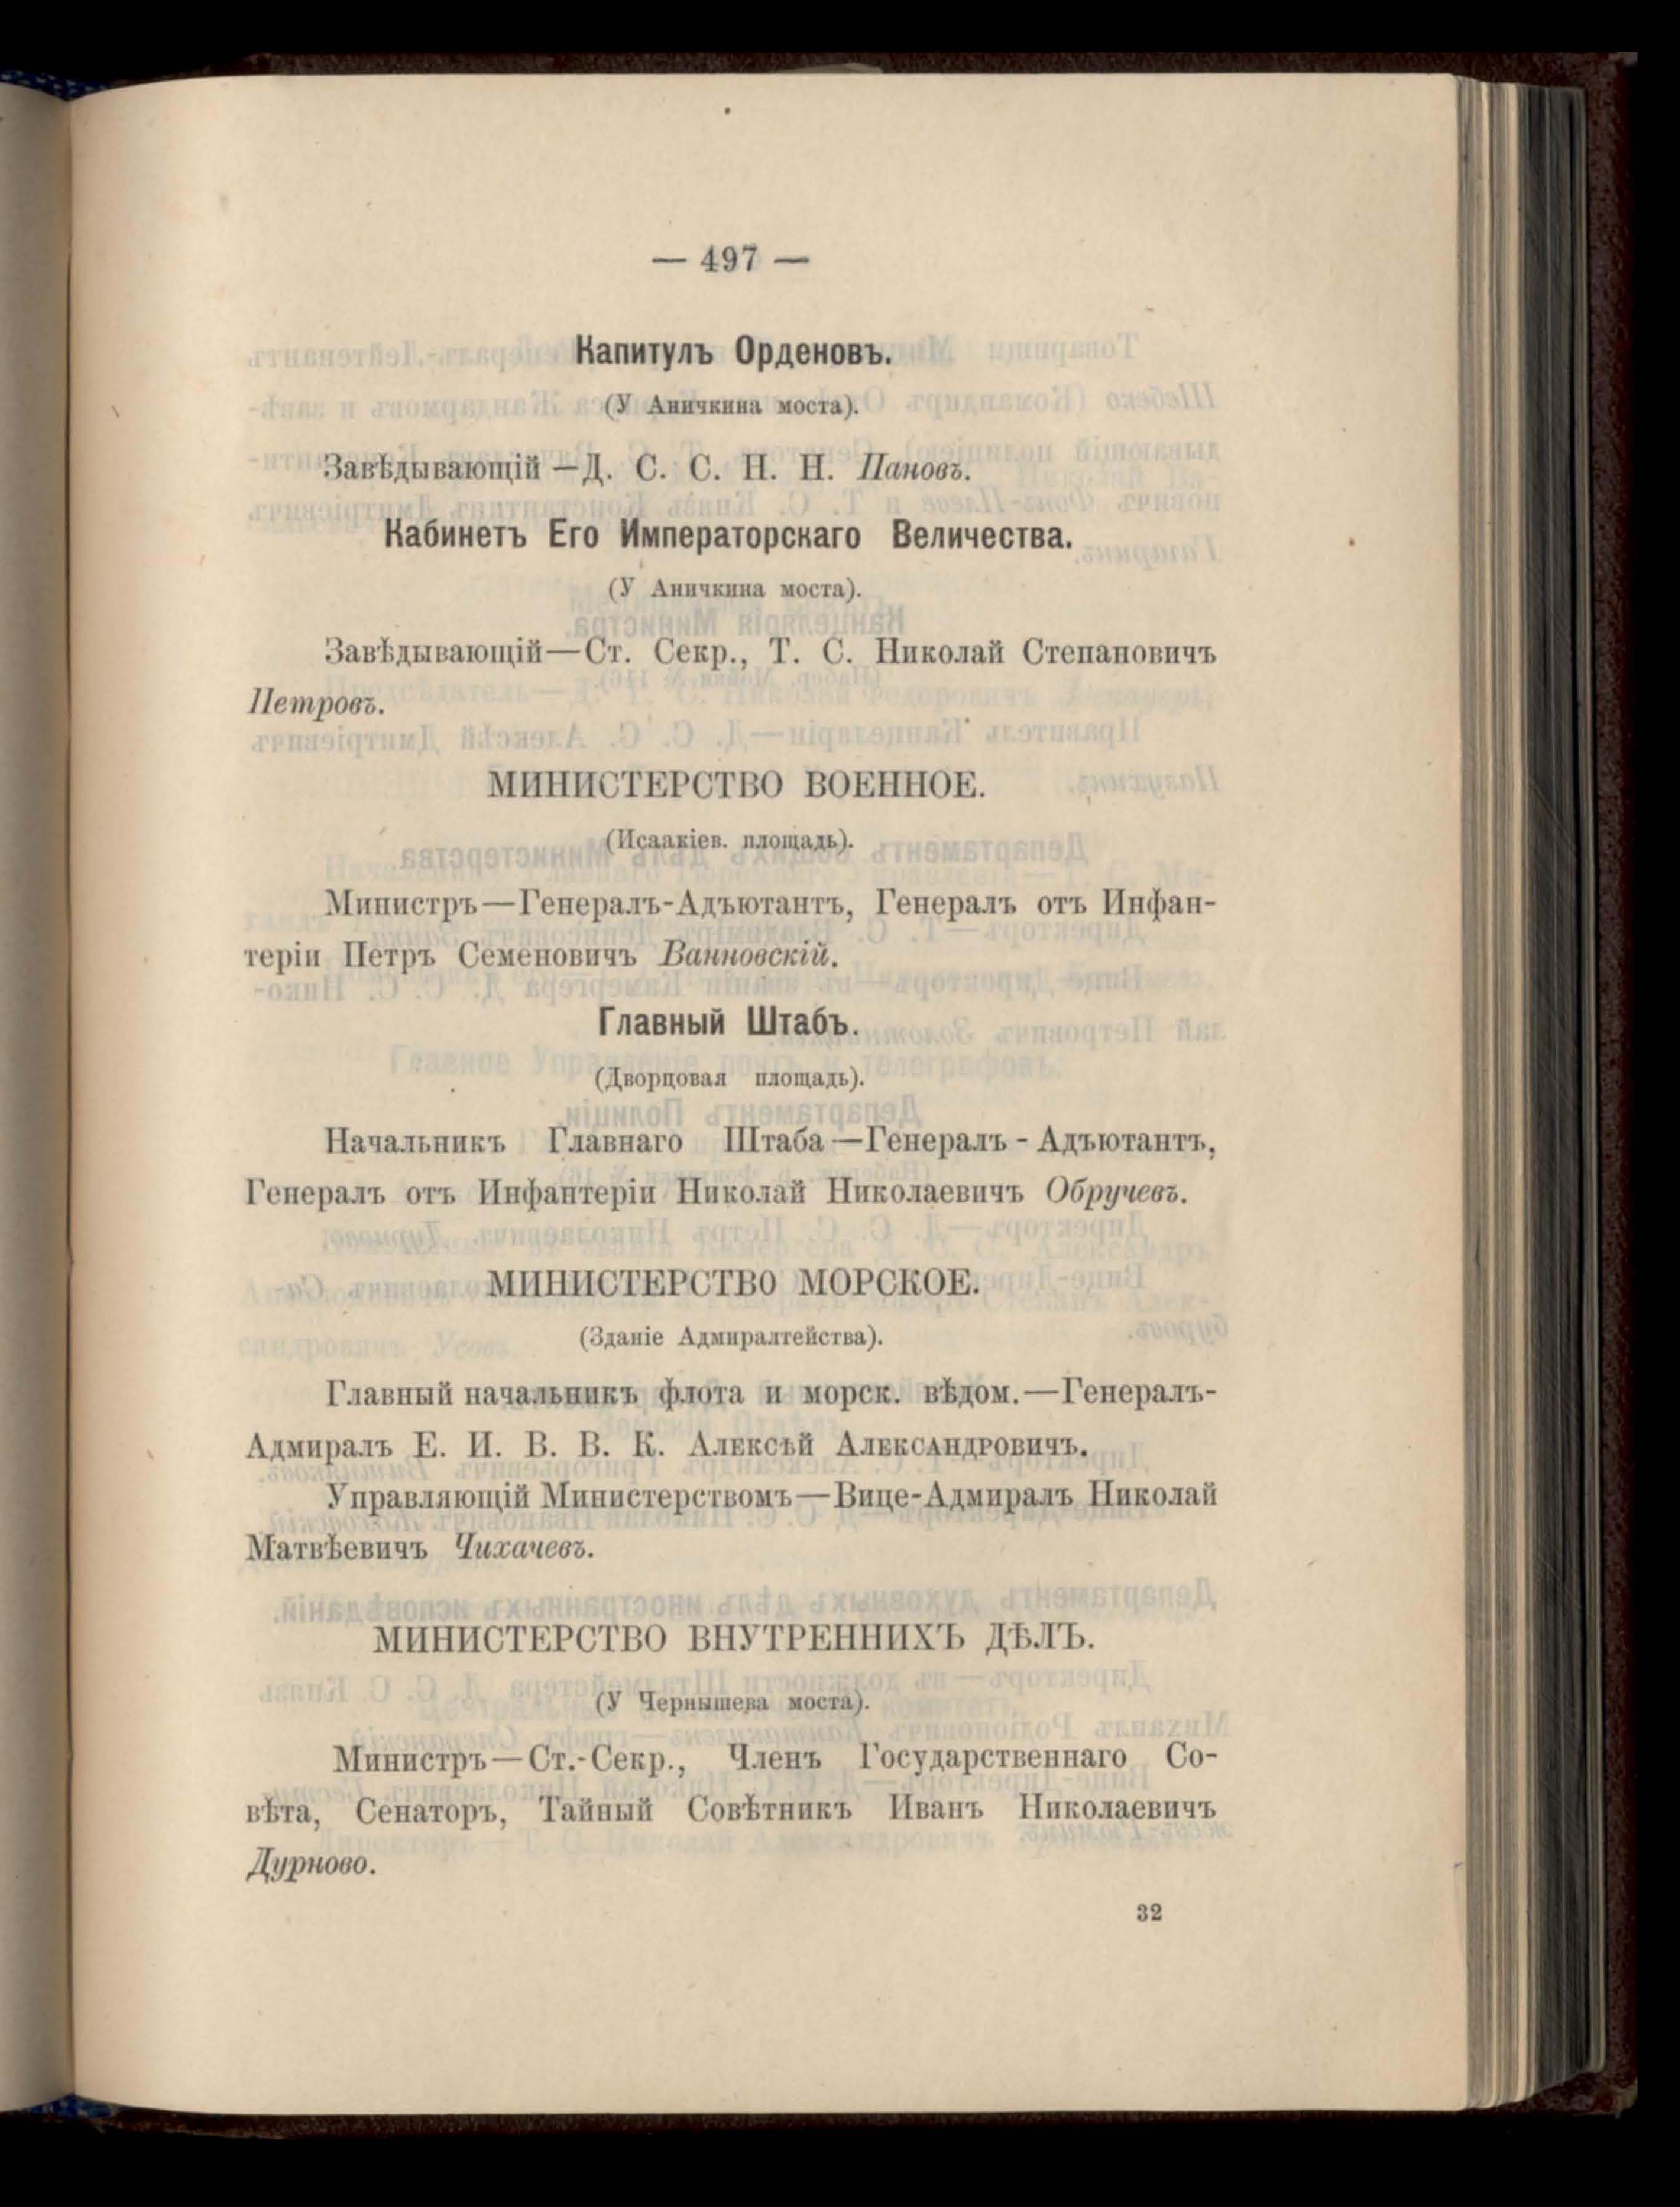 — 497 —
Капитулъ Орденовъ.
(У Аничкина моста).
Завѣдывающій—Д. С. С. Н. Н. Пановъ.
Кабинетъ Его Императорскаго Величества.
(У Аничкина моста).
Завѣдывающій—Ст. Секр., Т. С. Николай Степановичъ
Петровъ.
МИНИСТЕРСТВО ВОЕННОЕ.
(Исаакіев. площадь).
Министръ—Генералъ-Адъютантъ, Генералъ отъ Инфан-
теріи Петръ Семеновичъ Ванновскій.
Главный Штабъ.
(Дворцовая площадь).
Начальникъ Главнаго Штаба—Генералъ-Адъютантъ,
Генералъ отъ Инфантеріи Николай Николаевичъ Обручевъ.
МИНИСТЕРСТВО МОРСКОЕ.
(Зданіе Адмиралтейства).
Главный начальникъ флота и морск. вѣдом.—Генералъ-
Адмиралъ Е. И. В. В. К. Алексѣй Александровичъ.
Управляющій Министерствомъ—Вице-Адмиралъ Николай
Матвѣевичъ Чихачевъ.
МИНИСТЕРСТВО ВНУТРЕННИХЪ ДѢЛЪ.
(У Чернышева моста).
Министръ—Ст.-Секр., Членъ Государственнаго Со-
вѣта, Сенаторъ, Тайный Совѣтникъ Иванъ Николаевичъ
Дурново.
32